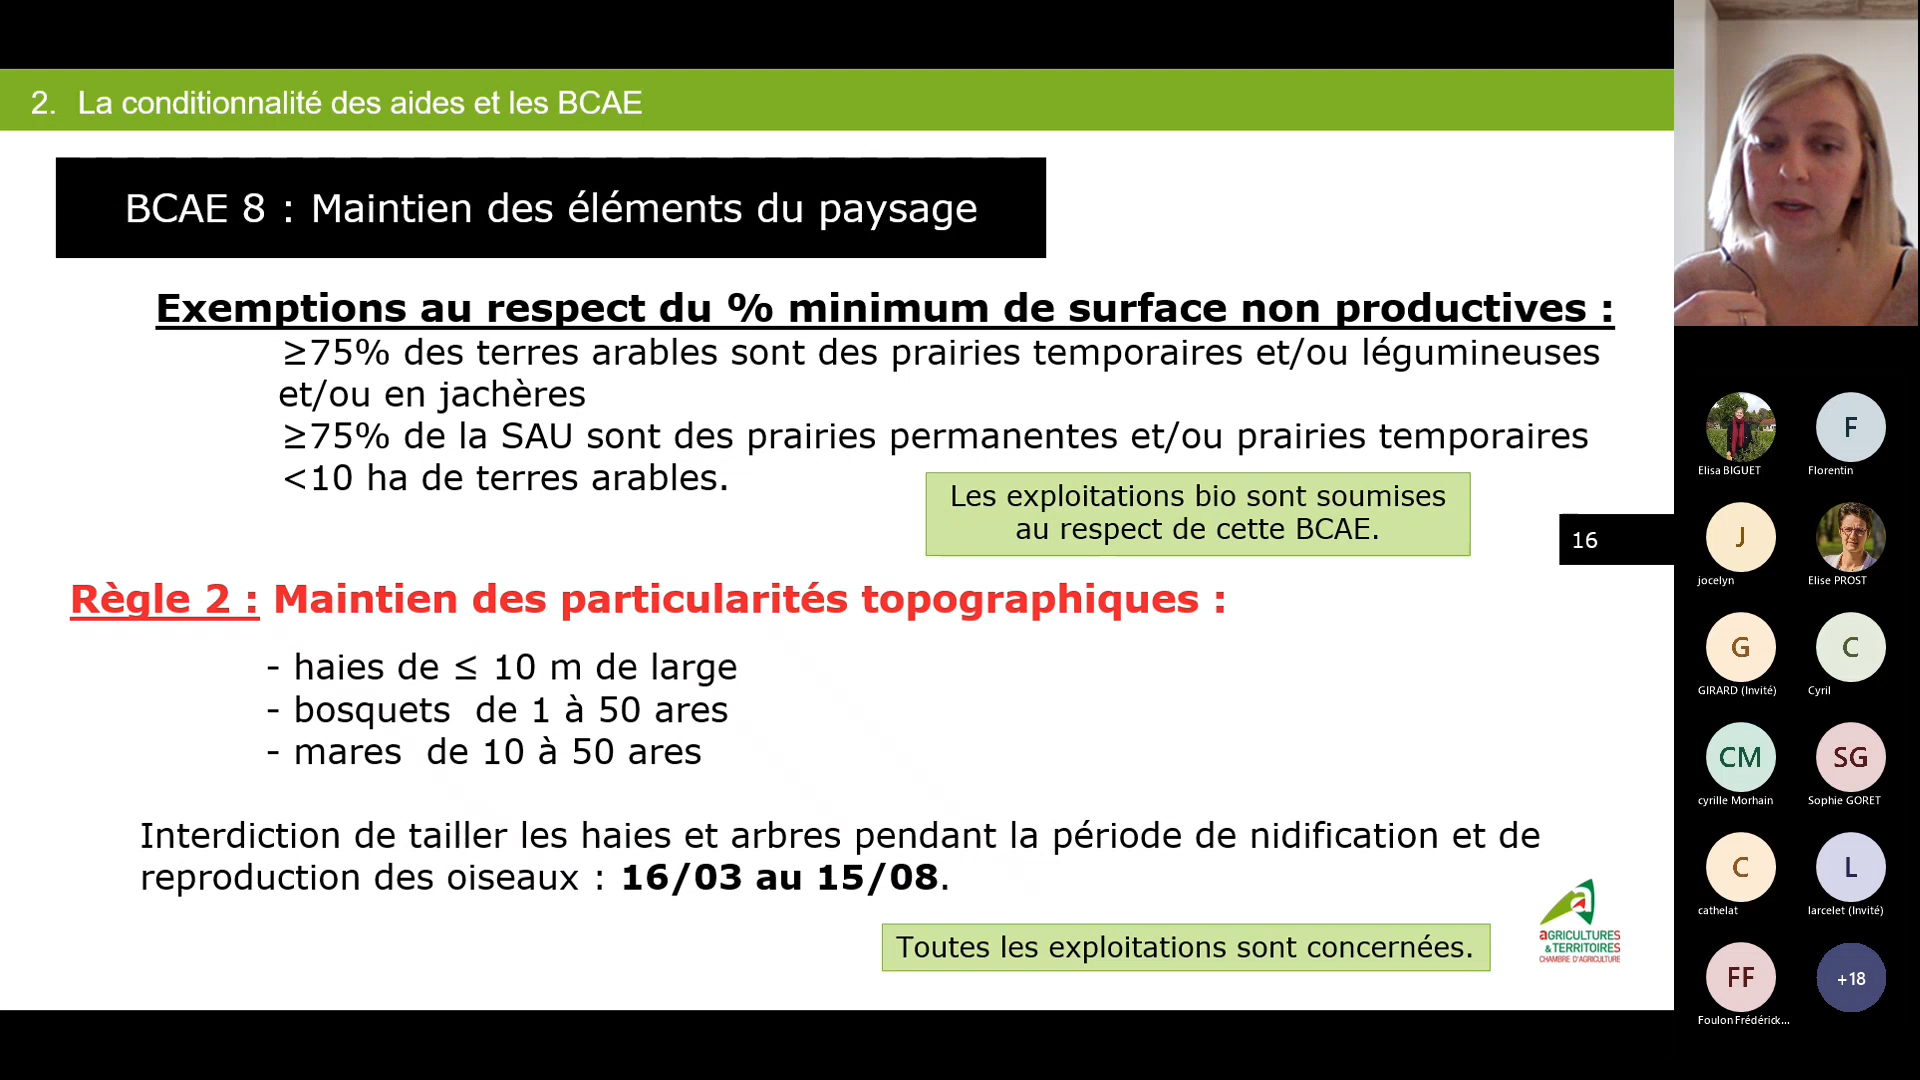 2. La conditionnalité des aides et les BCAE
BCAE 8 : Maintien des éléments du paysage
Exemptions au respect du % minimum de surface non productives :
≥75% des terres arables sont des prairies temporaires et/ou légumineuses
et/ou en jachères
≥75% de la SAU sont des prairies permanentes et/ou prairies temporaires
<10 ha de terres arables.
Les exploitations bio sont soumises
au respect de cette BCAE.
16
Règle 2 : Maintien des particularités topographiques :
- haies de ≤ 10 m de large
- bosquets de 1 à 50 ares
- mares de 10 à 50 ares
Interdiction de tailler les haies et arbres pendant la période de nidification et de
reproduction des oiseaux : 16/03 au 15/08.
Toutes les exploitations sont concernées.
aGRICULTURES
& TERRITOIRES
CHAMBRE D'AGRICULTURE
Elisa BIGUET
F
Florentin
J
jocelyn
Elise PROST
G
GIRARD (Invité)
C
Cyril
CM
cyrille Morhain
SG
Sophie GORET
C
cathelat
L
larcelet (Invité)
FF
Foulon Frédérick...
+18